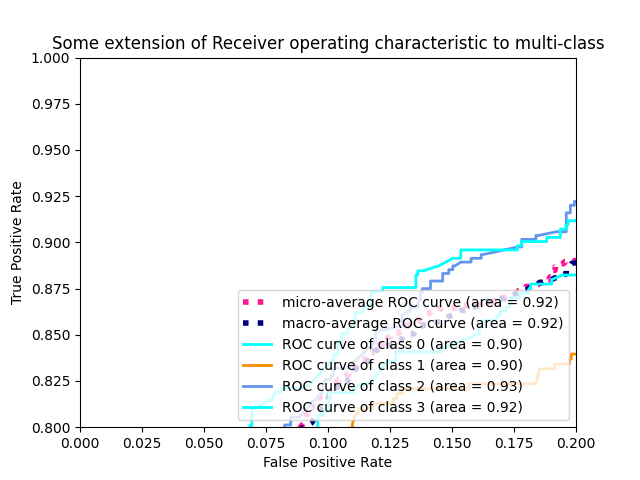 Some extension of Receiver operating characteristic to multi-class
1.000
0.975
0.950
0.925
0.900
0.875
0.850
0.825
0.800
True Positive Rate
micro-average ROC curve (area = 0.92)
macro-average ROC curve (area = 0.92)
ROC curve of class 0 (area = 0.90)
ROC curve of class 1 (area = 0.90)
ROC curve of class 2 (area = 0.93)
ROC curve of class 3 (area = 0.92)
0.000 0.025 0.050 0.075 0.100 0.125 0.150 0.175 0.200
False Positive Rate